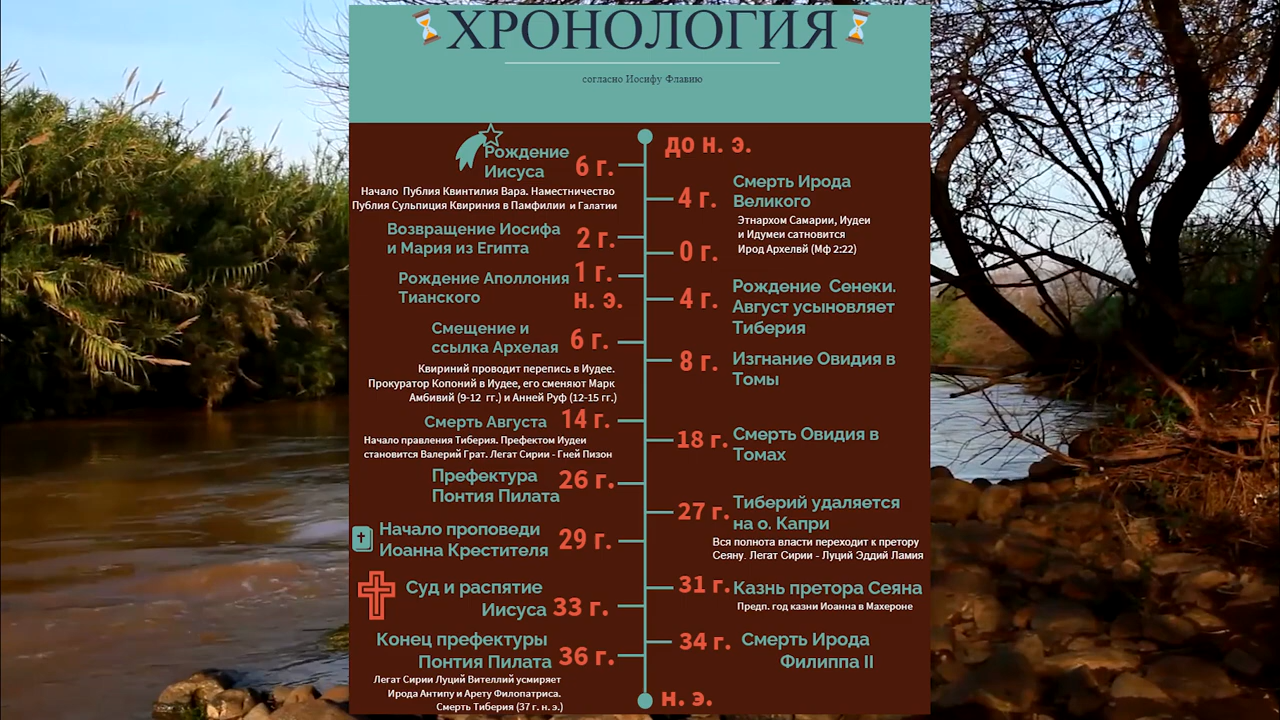 ХРОНОЛОГИЯ
согласно Иосифу Флавию
до н. э.
Рождение
Иисуса
6 г.
Начало Публия Квинтилия Вара. Наместничество
Публия Сульпиция Квириния в Памфилии и Галатии
4 г.
Смерть Ирода
Великого
Этнархом Самарии, Иудеи
и Идумеи сатновится
Ирод Архелвй (Мф 2:22)
Возвращение Иосифа
и Мария из Египта
2 г.
0 г.
Рождение Аполлония
Тианского
1 г.
н. э.
4 г.
Рождение Сенеки.
Август усыновляет
Тиберия
Смещение и
ссылка Архелая
6 г.
Квириний проводит перепись в Иудее.
Прокуратор Копоний в Иудее, его сменяют Марк
Амбивий (9-12 гг.) и Анней Руф (12-15 гг.)
8 г.
Изгнание Овидия в
Томы
Смерть Августа
14 г.
Начало правления Тиберия. Префектом Иудеи
становится Валерий Грат. Легат Сирии - Гней Пизон
18 г.
Смерть Овидия в
Томах
Префектура
Понтия Пилата
26 г.
27 г.
Тиберий удаляется
на о. Капри
Вся полнота власти переходит к претору
Сеяну. Легат Сирии - Луций Эддий Ламия
Начало проповеди
Иоанна Крестителя
29 г.
31 г.
Казнь претора Сеяна
Предп. год казни Иоанна в Махероне
Суд и распятие
Иисуса
33 г.
34 г.
Смерть Ирода
Филиппа II
Конец префектуры
Понтия Пилата
36 г.
Легат Сирии Луций Вителлий усмиряет
Ирода Антипу и Арету Филопатриса.
Смерть Тиберия (37 г. н. э.)
н. э.